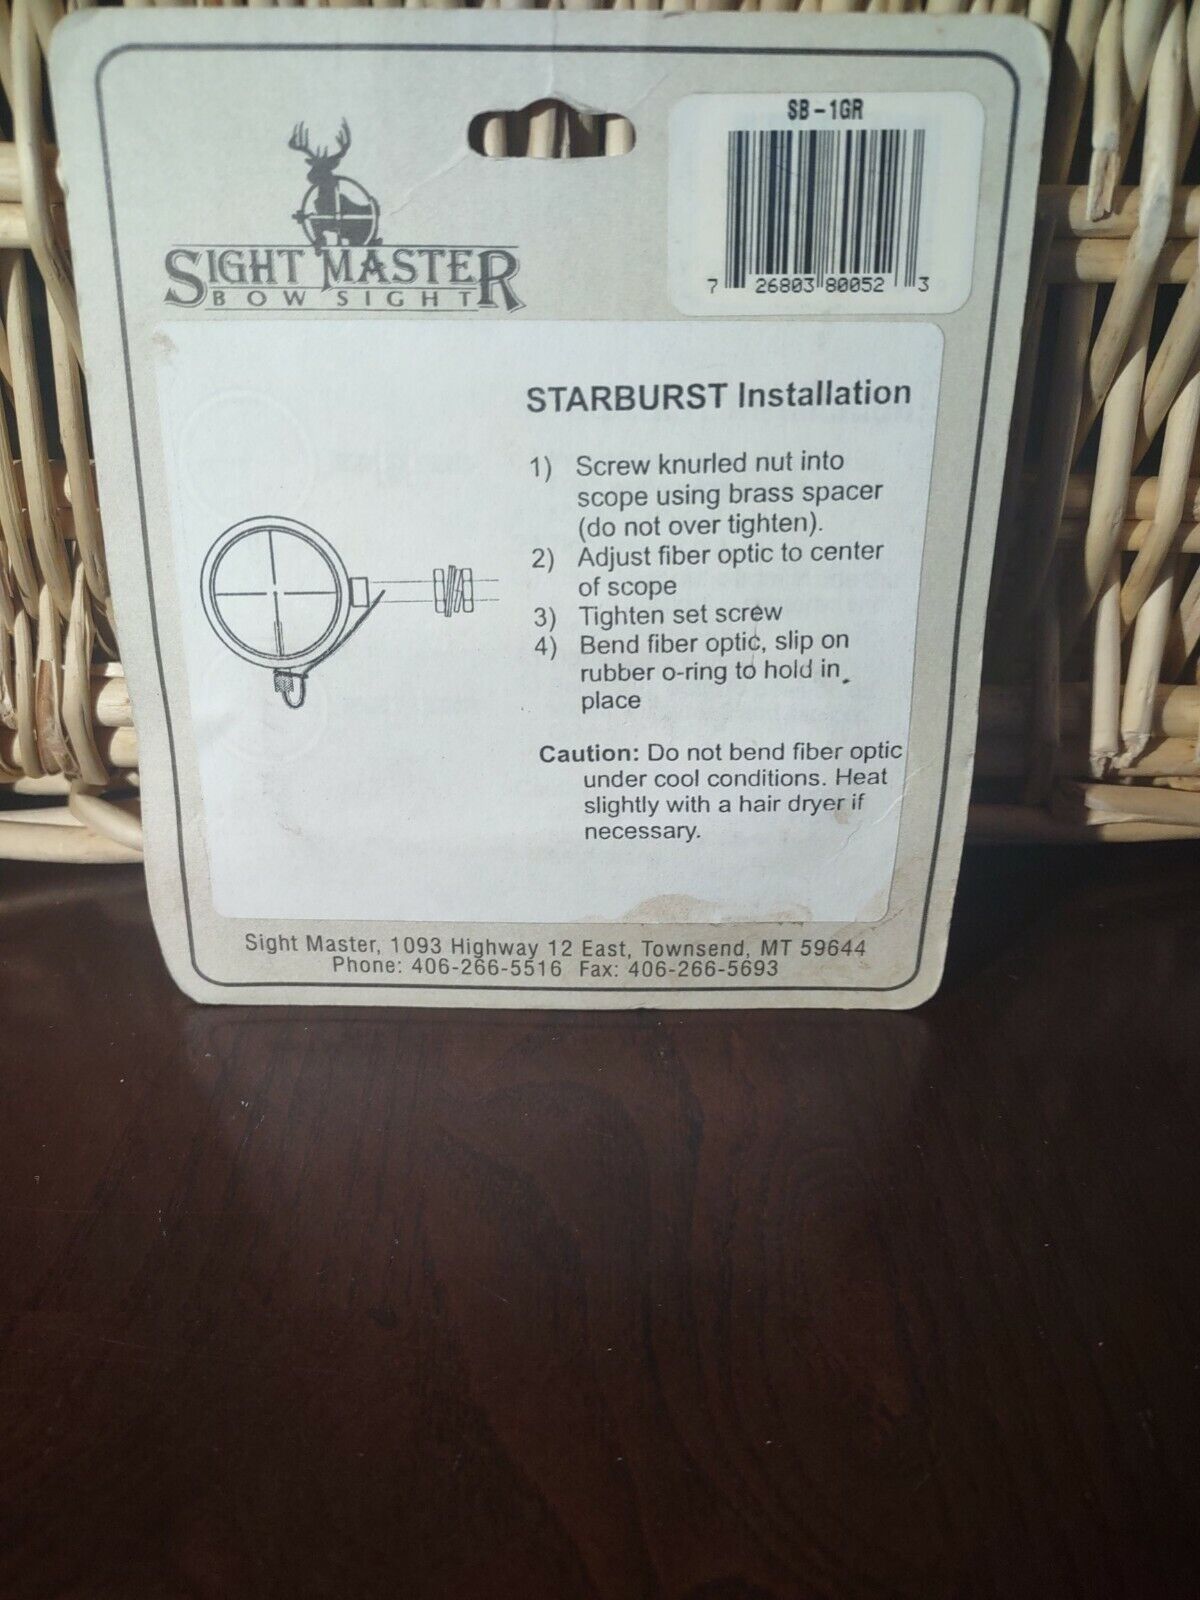 SB-1GR
7 26803 80052 3
SIGHT MASTER
BOW SIGHT
STARBURST Installation
1) Screw knurled nut into
scope using brass spacer
(do not over tighten).
2) Adjust fiber optic to center
of scope
3) Tighten set screw
4) Bend fiber optic, slip on
rubber o-ring to hold in
place
Caution: Do not bend fiber optic
under cool conditions. Heat
slightly with a hair dryer if
necessary.
Sight Master, 1093 Highway 12 East, Townsend, MT 59644
Phone: 406-266-5516 Fax: 406-266-5693